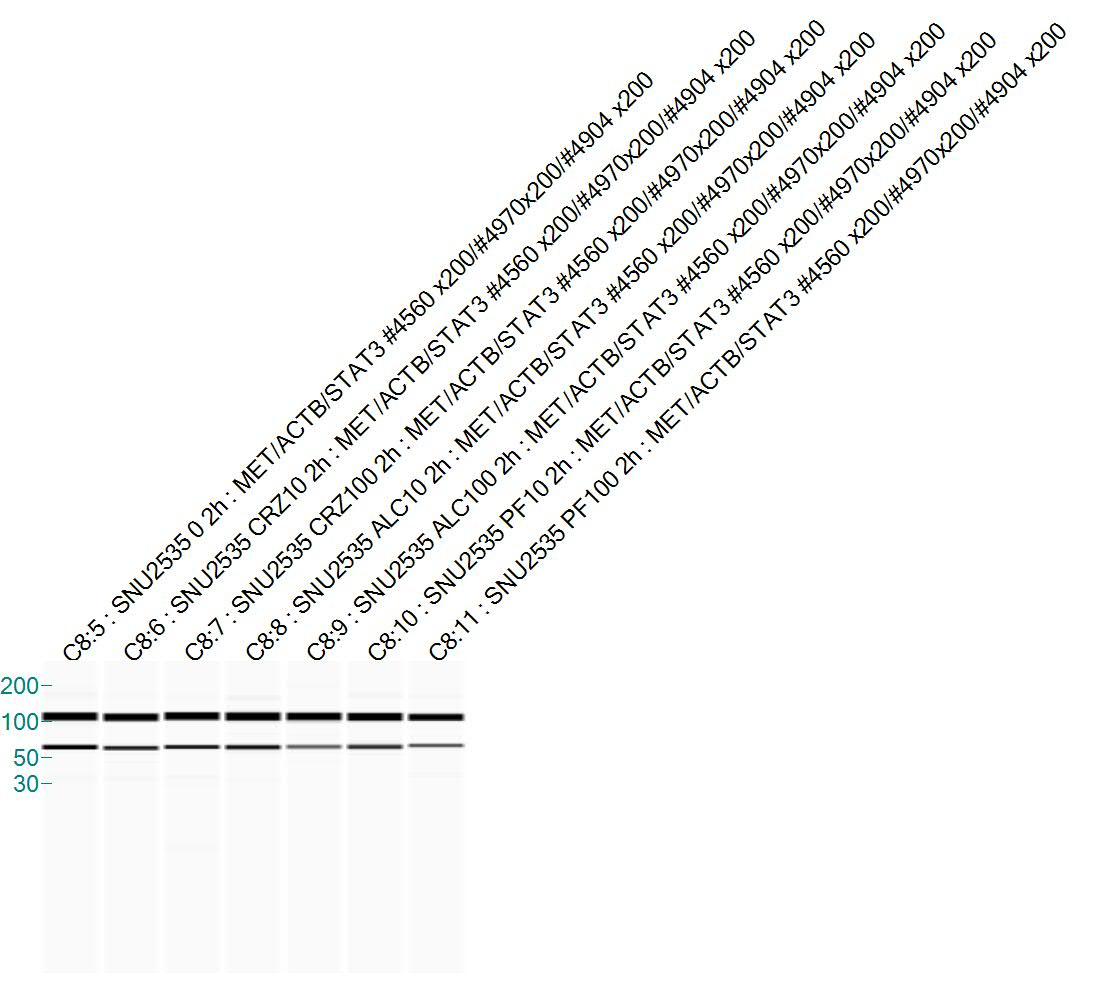 C8:5 : SNU2535 0 2h : MET/ACTB/STAT3 #4560 x200/#4970x200/#4904 x200
C8:6 : SNU2535 CRZ10 2h : MET/ACTB/STAT3 #4560 x200/#4970x200/#4904 x200
C8:7 : SNU2535 CRZ100 2h : MET/ACTB/STAT3 #4560 x200/#4970x200/#4904 x200
C8:8 : SNU2535 ALC10 2h : MET/ACTB/STAT3 #4560 x200/#4970x200/#4904 x200
C8:9 : SNU2535 ALC100 2h : MET/ACTB/STAT3 #4560 x200/#4970x200/#4904 x200
C8:10 : SNU2535 PF10 2h : MET/ACTB/STAT3 #4560 x200/#4970x200/#4904 x200
C8:11 : SNU2535 PF100 2h : MET/ACTB/STAT3 #4560 x200/#4970x200/#4904 x200
200
100
50
30